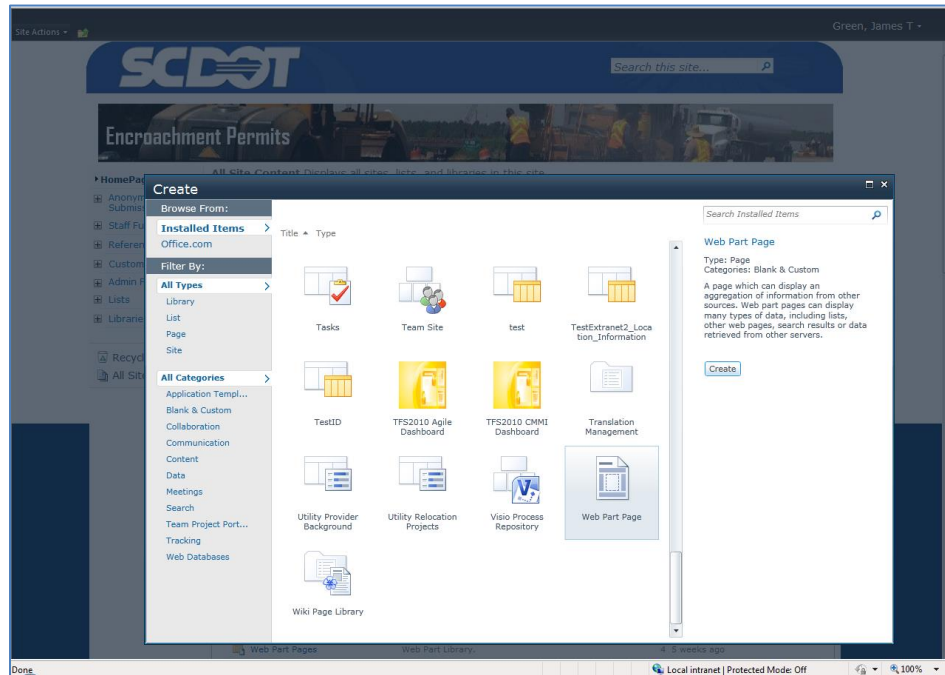 Site Actions
Green, James T
SCDOT
Search this site...
Encroachment Permits
All Site Content Displays all sites, lists, and libraries in this site.
HomePag
Anonym
Submis
Staff Fu
Referen
Custom
Admin F
Lists
Librarie
Recycl
All Site
Create
Browse From:
Installed Items
Office.com
Filter By:
All Types
Library
List
Page
Site
All Categories
Application Templ...
Blank & Custom
Collaboration
Communication
Content
Data
Meetings
Search
Team Project Port...
Tracking
Web Databases
Title Type
Tasks
Team Site
test
TestExtranet2_Loca
tion_Information
TestID
TFS2010 Agile
Dashboard
TFS2010 CMMI
Dashboard
Translation
Management
Utility Provider
Background
Utility Relocation
Projects
Visio Process
Repository
Web Part Page
Wiki Page Library
Search Installed Items
Web Part Page
Type: Page
Categories: Blank & Custom
A page which can display an
aggregation of information from other
sources. Web part pages can display
many types of data, including lists,
other web pages, search results or data
retrieved from other servers.
Create
Web Part Pages Web Part Library. 4 5 weeks ago
Done
Local intranet | Protected Mode: Off
100%